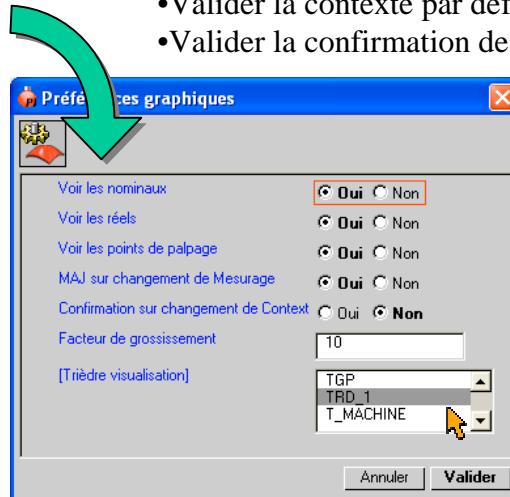 •Valider la contexte par déf
•Valider la confirmation de
Préfé ces graphiques
Voir les nominaux Oui Non
Voir les réels Oui Non
Voir les points de palpage Oui Non
MAJ sur changement de Mesurage Oui Non
Confirmation sur changement de Context Oui Non
Facteur de grossissement 10
[Trièdre visualisation] TGP
TRD_1
T_MACHINE
Annuler Valider